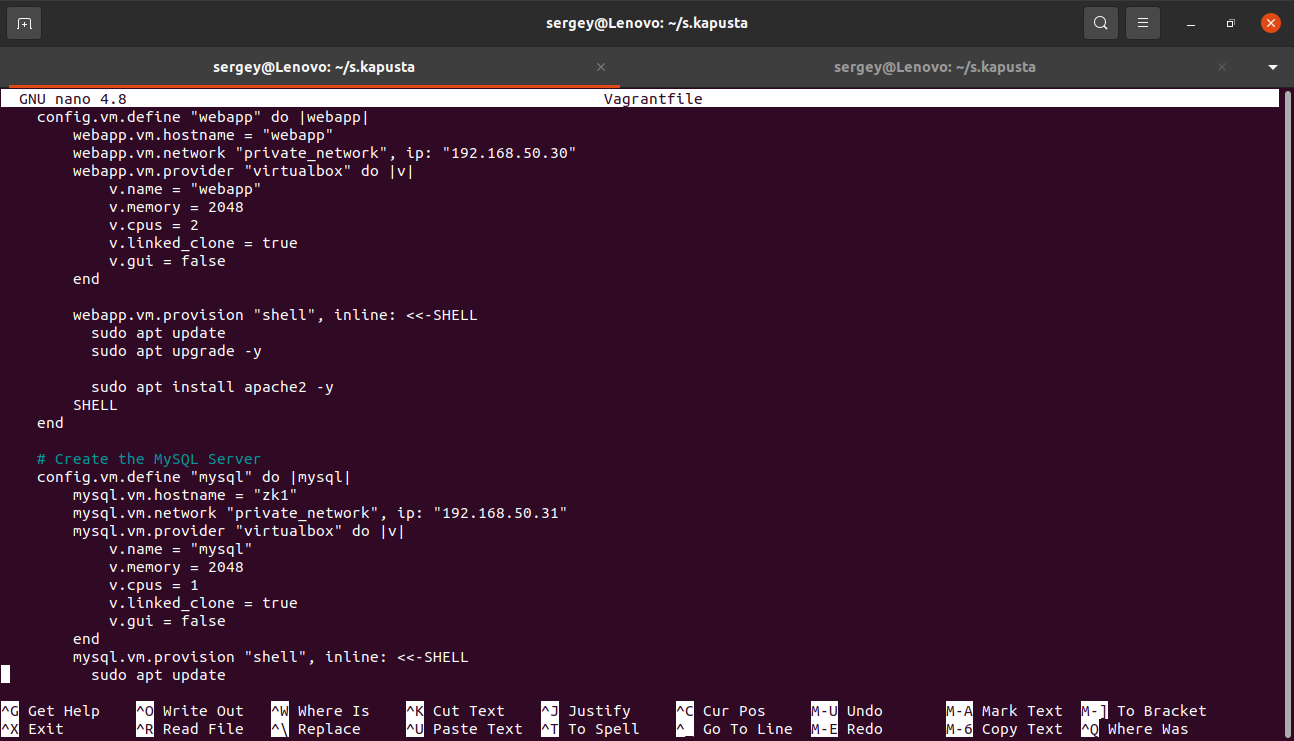 sergey@Lenovo: ~/s.kapusta
sergey@Lenovo: ~/s.kapusta
sergey@Lenovo: ~/s.kapusta
GNU nano 4.8 Vagrantfile
config.vm.define "webapp" do |webapp|
webapp.vm.hostname = "webapp"
webapp.vm.network "private_network", ip: "192.168.50.30"
webapp.vm.provider "virtualbox" do |v|
v.name = "webapp"
v.memory = 2048
v.cpus = 2
v.linked_clone = true
v.gui = false
end
webapp.vm.provision "shell", inline: <<-SHELL
sudo apt update
sudo apt upgrade -y
sudo apt install apache2 -y
SHELL
end
# Create the MySQL Server
config.vm.define "mysql" do |mysql|
mysql.vm.hostname = "zk1"
mysql.vm.network "private_network", ip: "192.168.50.31"
mysql.vm.provider "virtualbox" do |v|
v.name = "mysql"
v.memory = 2048
v.cpus = 1
v.linked_clone = true
v.gui = false
end
mysql.vm.provision "shell", inline: <<-SHELL
sudo apt update
^G Get Help ^O Write Out ^W Where Is ^K Cut Text ^J Justify ^C Cur Pos M-U Undo M-A Mark Text M-] To Bracket
^X Exit ^R Read File ^\ Replace ^U Paste Text ^T To Spell ^_ Go To Line M-E Redo M-6 Copy Text ^Q Where Was